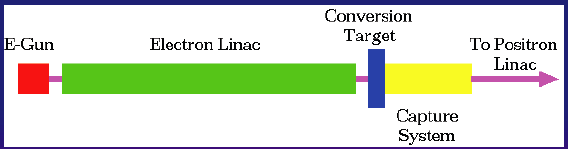 E-Gun
Electron Linac
Conversion
Target
To Positron
Linac
Capture
System